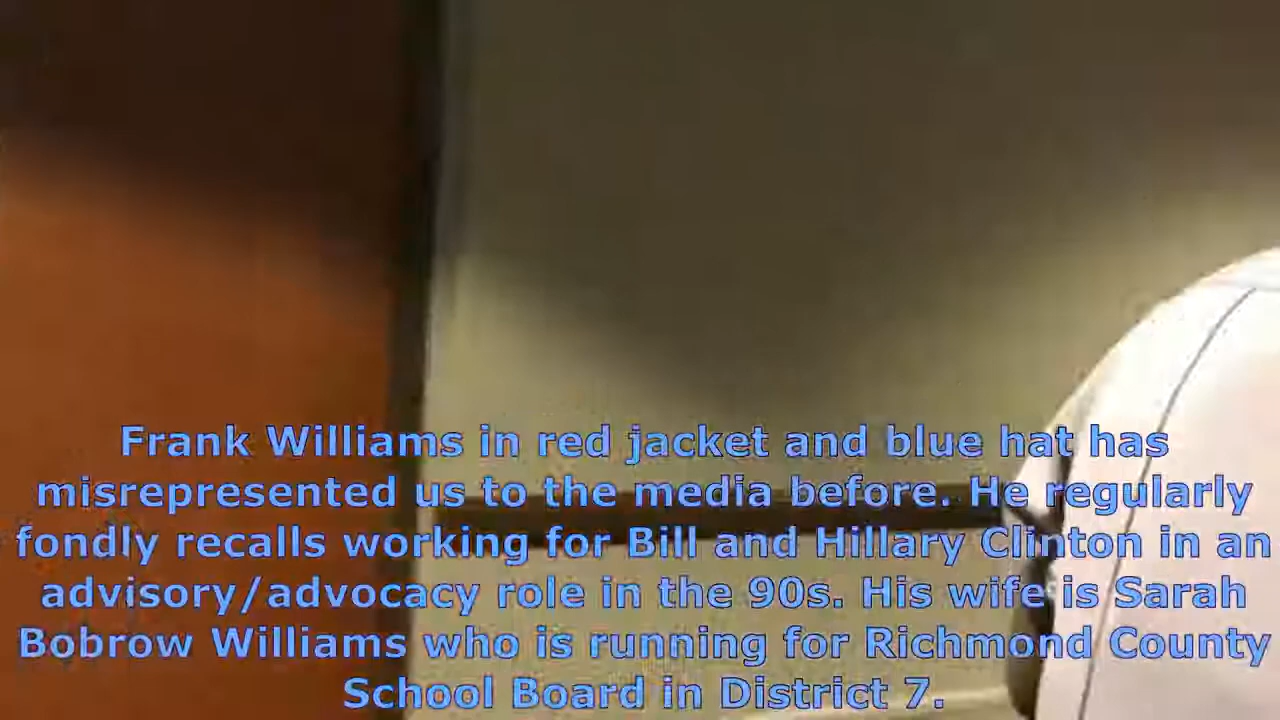 Frank Williams in red jacket and blue hat has
misrepresented us to the media before. He regularly
fondly recalls working for Bill and Hillary Clinton in an
advisory/advocacy role in the 90s. His wife is Sarah
Bobrow Williams who is running for Richmond County
School Board in District 7.